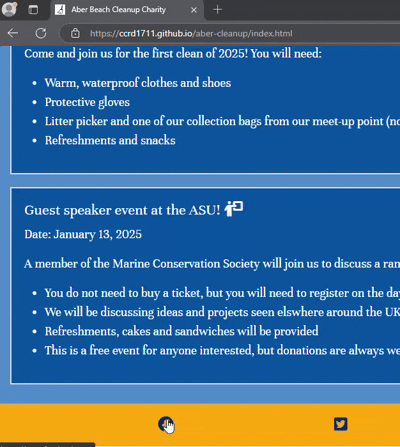 Aber Beach Cleanup Charity
https://ccrd1711.github.io/aber-cleanup/index.html
Come and join us for the first clean of 2025! You will need:
Warm, waterproof clothes and shoes
Protective gloves
Litter picker and one of our collection bags from our meet-up point (no
Refreshments and snacks
Guest speaker event at the ASU!
Date: January 13, 2025
A member of the Marine Conservation Society will join us to discuss a ran
You do not need to buy a ticket, but you will need to register on the day
We will be discussing ideas and projects seen elswhere around the UK
Refreshments, cakes and sandwiches will be provided
This is a free event for anyone interested, but donations are always we